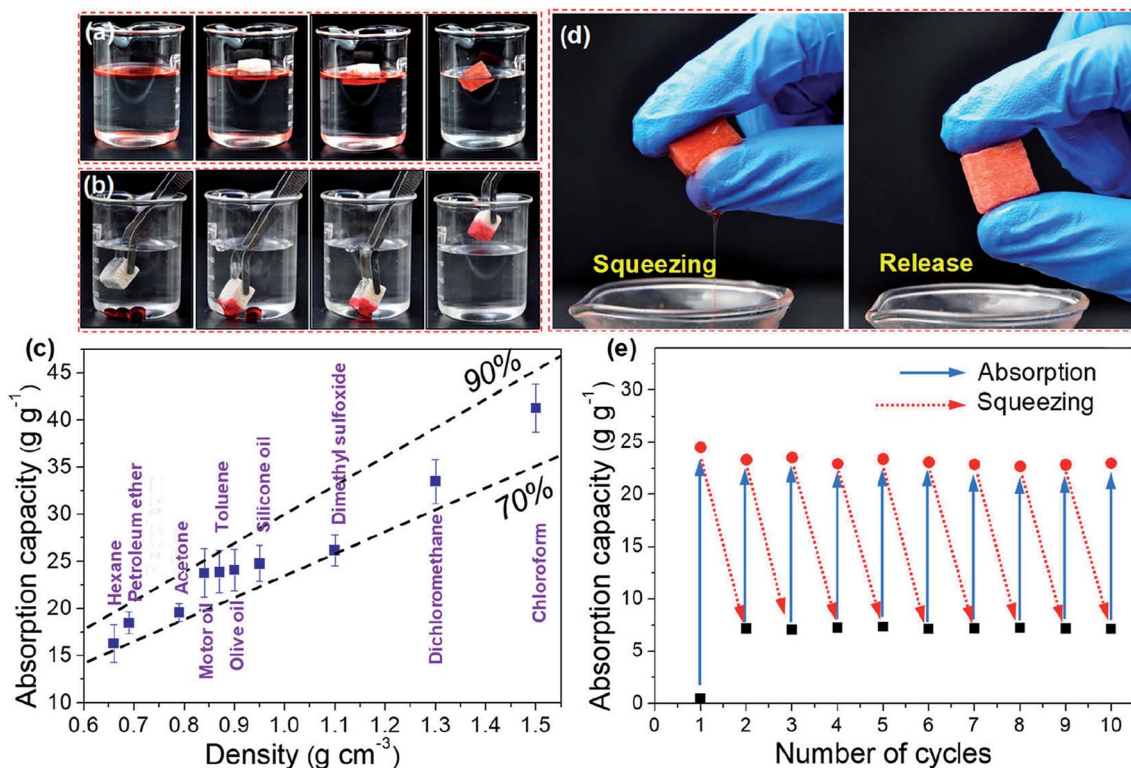 (a)
(b)
(d)
Squeezing
Release
(c)
Absorption capacity (g g⁻¹)
45
40
35
30
25
20
15
10
0.6 0.7 0.8 0.9 1.0 1.1 1.2 1.3 1.4 1.5
Density (g cm⁻³)
90%
70%
Hexane
Petroleum ether
Acetone
Motor oil
Toluene
Olive oil
Silicone oil
Dimethyl sulfoxide
Dichloromethane
Chloroform
(e)
Absorption capacity (g g⁻¹)
30
25
20
15
10
5
0
0 1 2 3 4 5 6 7 8 9 10
Number of cycles
Absorption
Squeezing